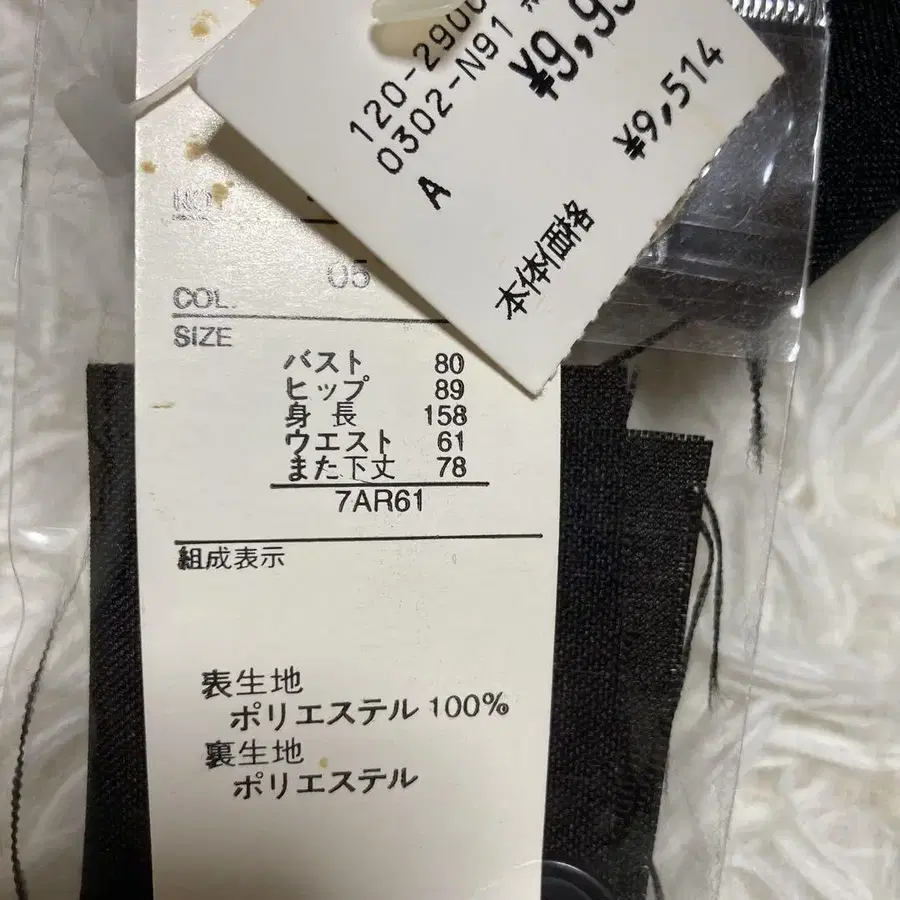 120-2900
0302-N91
A
¥9,99
¥9,514
本体価格
NO.
COL. 05
SIZE
バスト 80
ヒップ 89
身長 158
ウエスト 61
また下丈 78
7AR61
組成表示
表生地
ポリエステル 100%
裏生地
ポリエステル